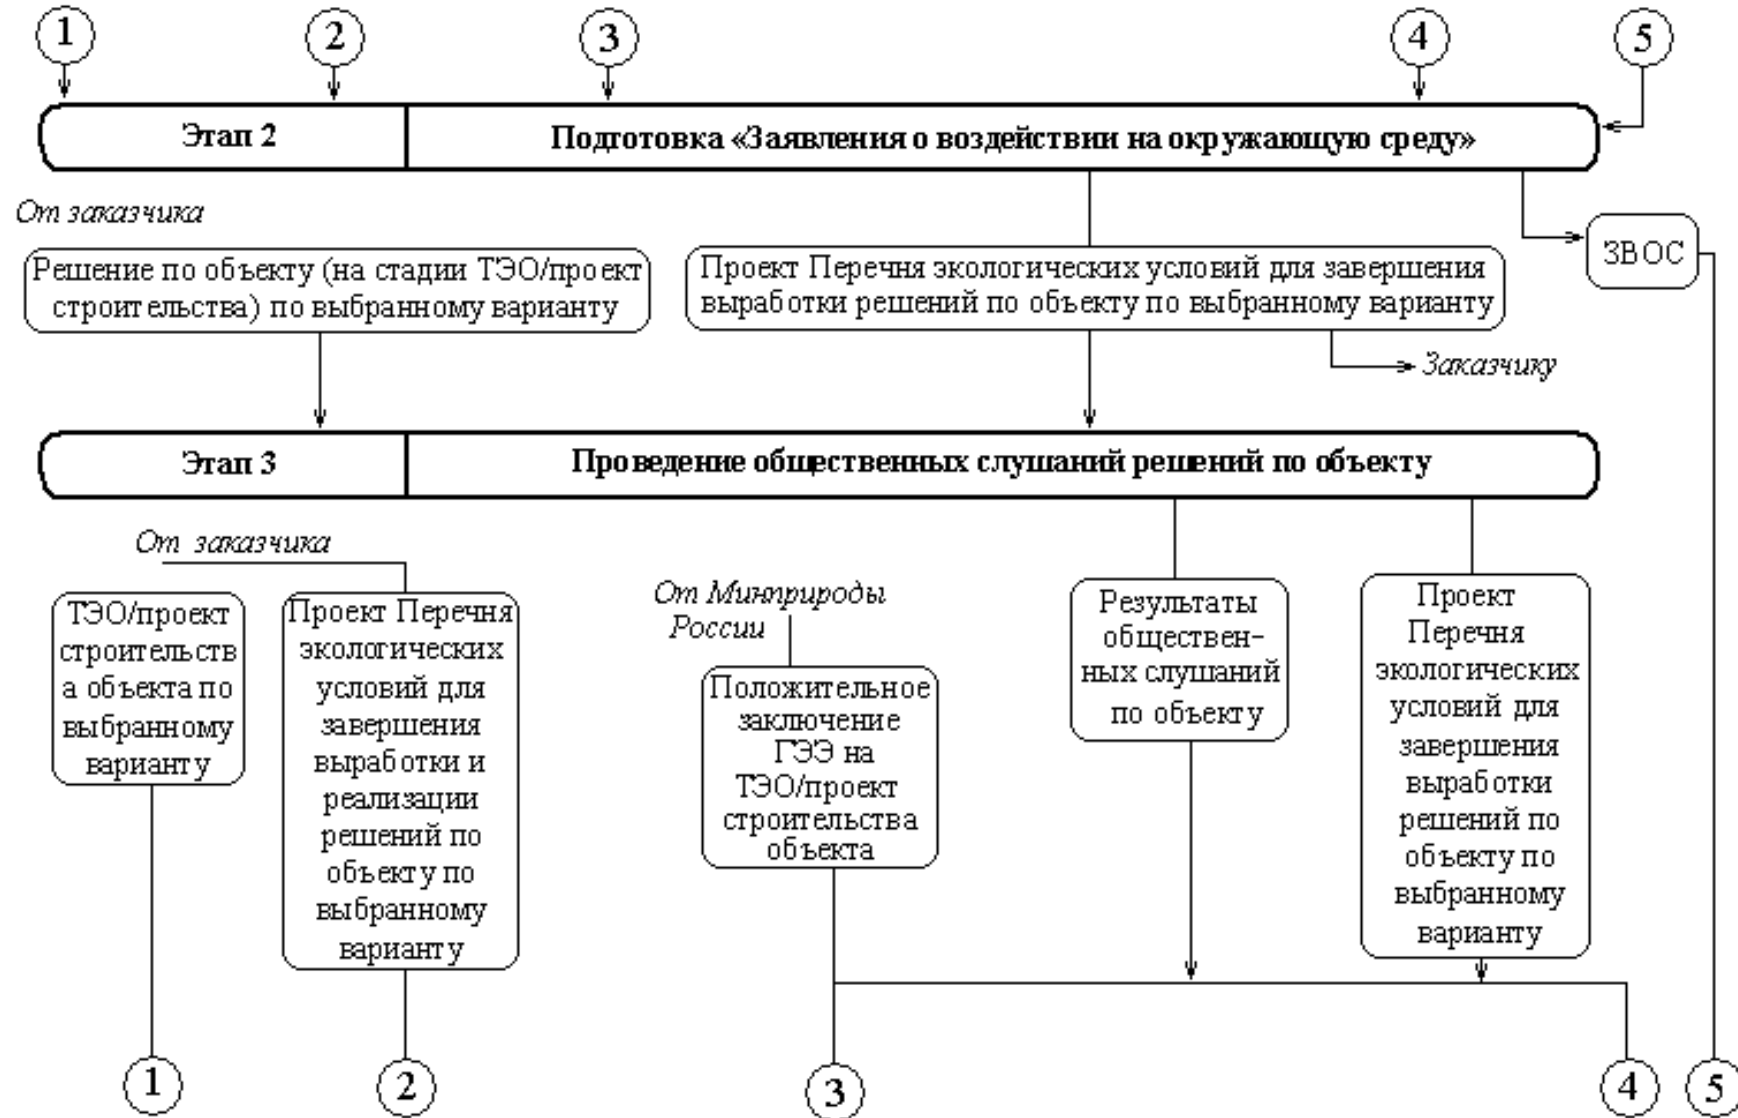 1
2
3
4
5
Этап 2
Подготовка «Заявления о воздействии на окружающую среду»
От заказчика
ЗВОС
Решение по объекту (на стадии ТЭО/проект
строительства) по выбранному варианту
Проект Перечня экологических условий для завершения
выработки решений по объекту по выбранному варианту
Заказчику
Этап 3
Проведение общественных слушаний решений по объекту
От заказчика
ТЭО/проект
строительств
а объекта по
выбранному
варианту
Проект Перечня
экологических
условий для
завершения
выработки и
реализации
решений по
объекту по
выбранному
варианту
От Минприроды
России
Положительное
заключение
ГЭЭ на
ТЭО/проект
строительства
объекта
Результаты
обществен-
ных слушаний
по объекту
Проект
Перечня
экологических
условий для
завершения
выработки
решений по
объекту по
выбранному
варианту
1
2
3
4
5